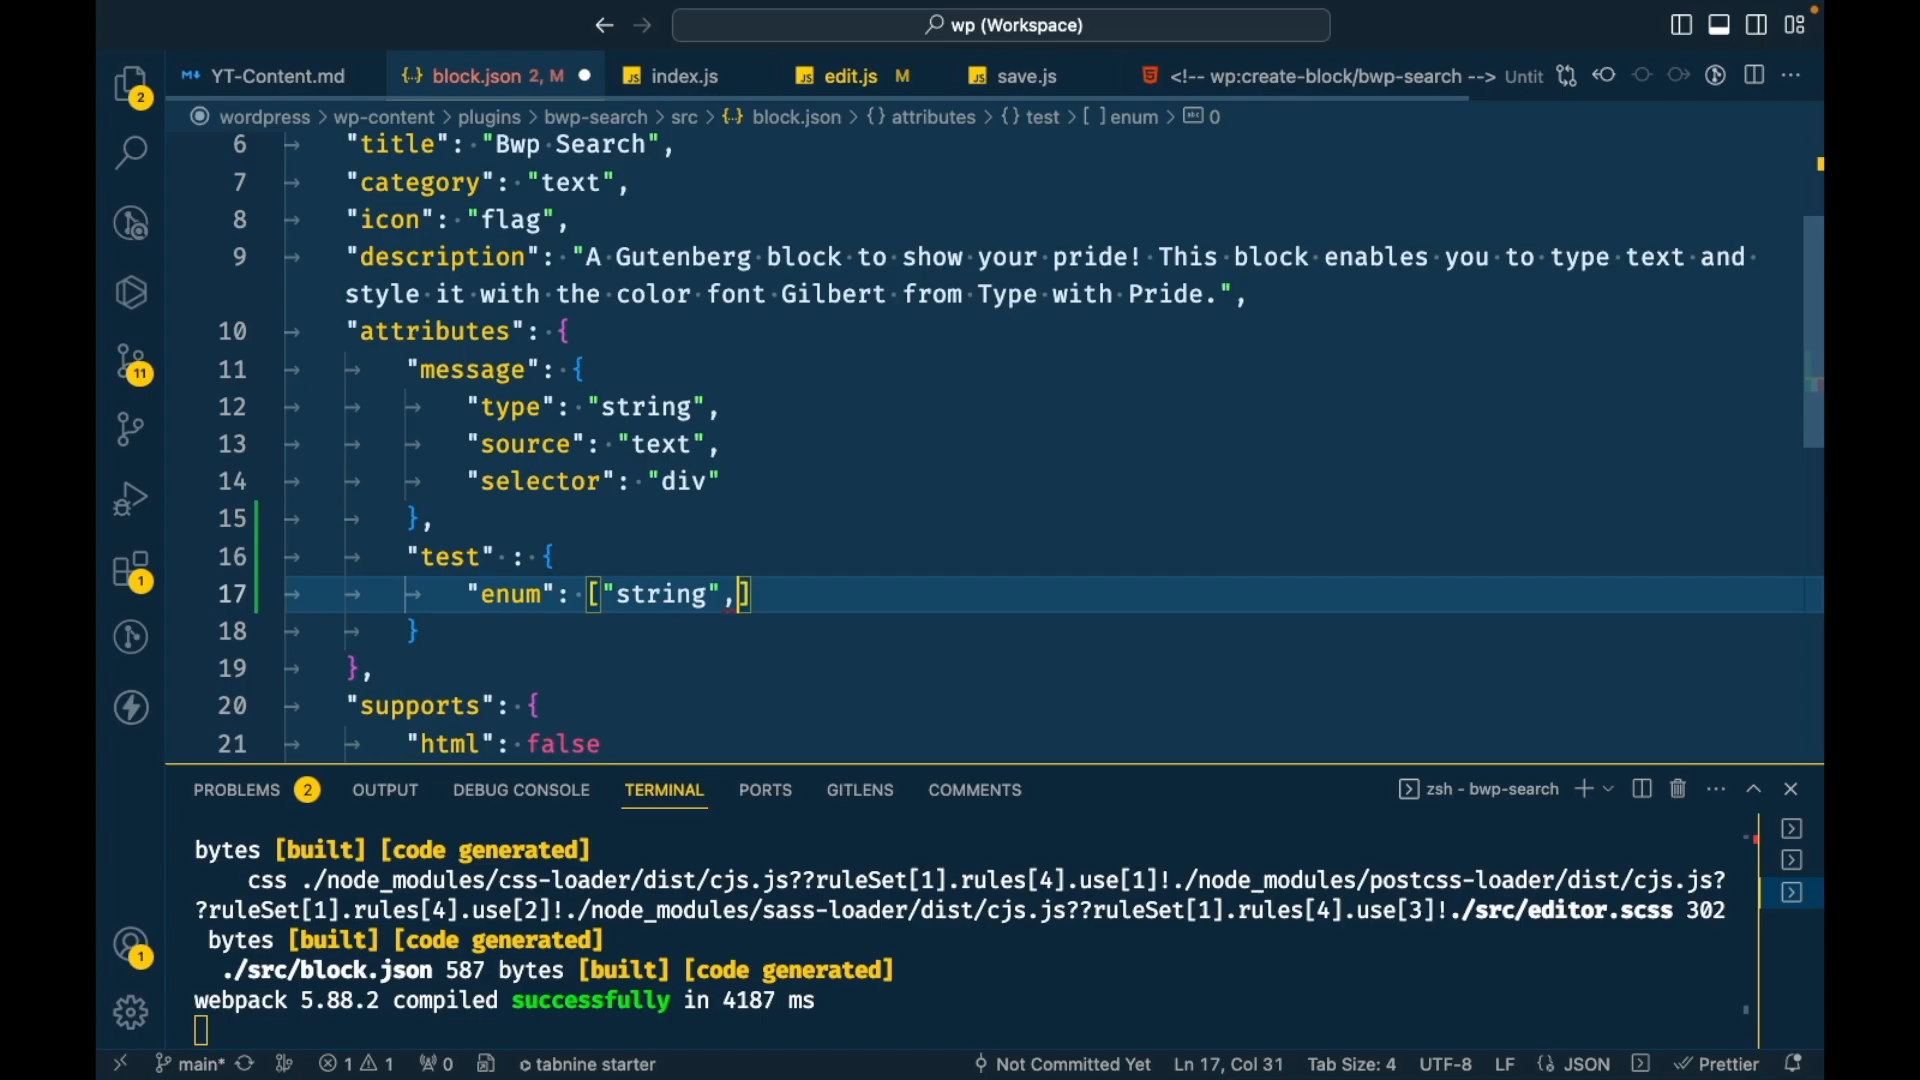 wp (Workspace)
YT-Content.md
block.json 2, M
index.js
edit.js M
save.js
<!-- wp:create-block/bwp-search --> Untit
2
wordpress > wp-content > plugins > bwp-search > src > {..} block.json > {} attributes > {} test > [ ] enum > abc 0
6 "title": "Bwp Search",
7 "category": "text",
8 "icon": "flag",
9 "description": "A Gutenberg block to show your pride! This block enables you to type text and
style it with the color font Gilbert from Type with Pride.",
10 "attributes": {
11 "message": {
12 "type": "string",
13 "source": "text",
14 "selector": "div"
15 },
16 "test" : {
17 "enum": ["string",]
18 }
19 },
20 "supports": {
21 "html": false
11
1
1
PROBLEMS 2 OUTPUT DEBUG CONSOLE TERMINAL PORTS GITLENS COMMENTS
zsh - bwp-search
bytes [built] [code generated]
css ./node_modules/css-loader/dist/cjs.js??ruleSet[1].rules[4].use[1]!./node_modules/postcss-loader/dist/cjs.js?
?ruleSet[1].rules[4].use[2]!./node_modules/sass-loader/dist/cjs.js??ruleSet[1].rules[4].use[3]!./src/editor.scss 302
bytes [built] [code generated]
./src/block.json 587 bytes [built] [code generated]
webpack 5.88.2 compiled successfully in 4187 ms
main* 1 1 0 tabnine starter Not Committed Yet Ln 17, Col 31 Tab Size: 4 UTF-8 LF JSON Prettier